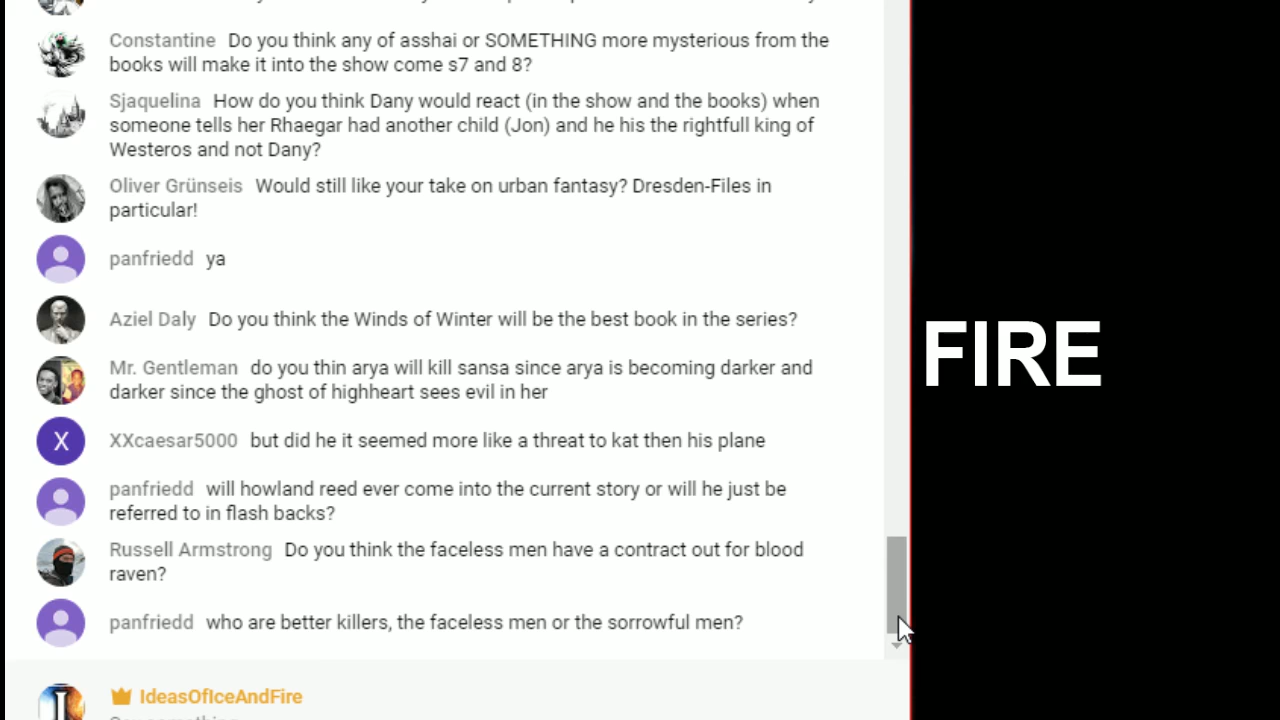 Constantine Do you think any of asshai or SOMETHING more mysterious from the
books will make it into the show come s7 and 8?
Sjaquelina How do you think Dany would react (in the show and the books) when
someone tells her Rhaegar had another child (Jon) and he his the rightfull king of
Westeros and not Dany?
Oliver Grünseis Would still like your take on urban fantasy? Dresden-Files in
particular!
panfriedd ya
Aziel Daly Do you think the Winds of Winter will be the best book in the series?
Mr. Gentleman do you thin arya will kill sansa since arya is becoming darker and
darker since the ghost of highheart sees evil in her
X XXcaesar5000 but did he it seemed more like a threat to kat then his plane
panfriedd will howland reed ever come into the current story or will he just be
referred to in flash backs?
Russell Armstrong Do you think the faceless men have a contract out for blood
raven?
panfriedd who are better killers, the faceless men or the sorrowful men?
I IdeasOfIceAndFire
Say something
FIRE